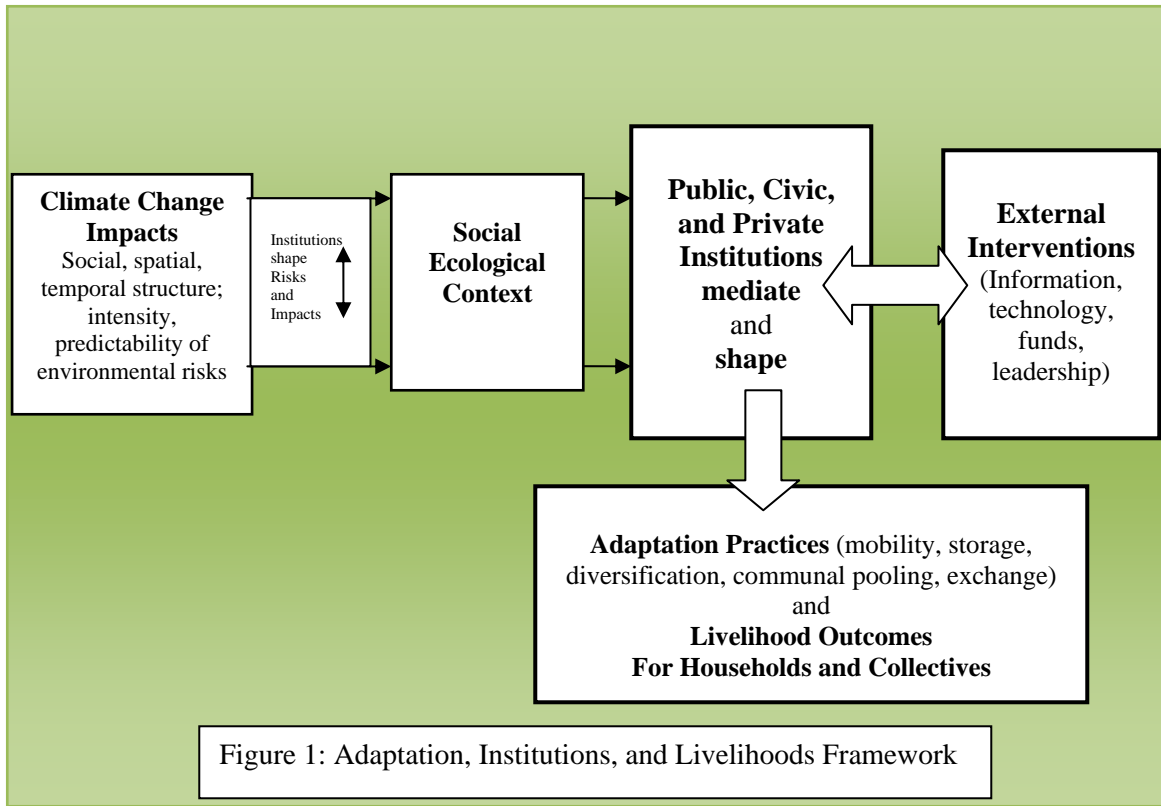 Climate Change
Impacts
Social, spatial,
temporal structure;
intensity,
predictability of
environmental risks
Institutions
shape
Risks
and
Impacts
Social
Ecological
Context
Public, Civic,
and Private
Institutions
mediate
and
shape
External
Interventions
(Information,
technology,
funds,
leadership)
Adaptation Practices (mobility, storage,
diversification, communal pooling, exchange)
and
Livelihood Outcomes
For Households and Collectives
Figure 1: Adaptation, Institutions, and Livelihoods Framework